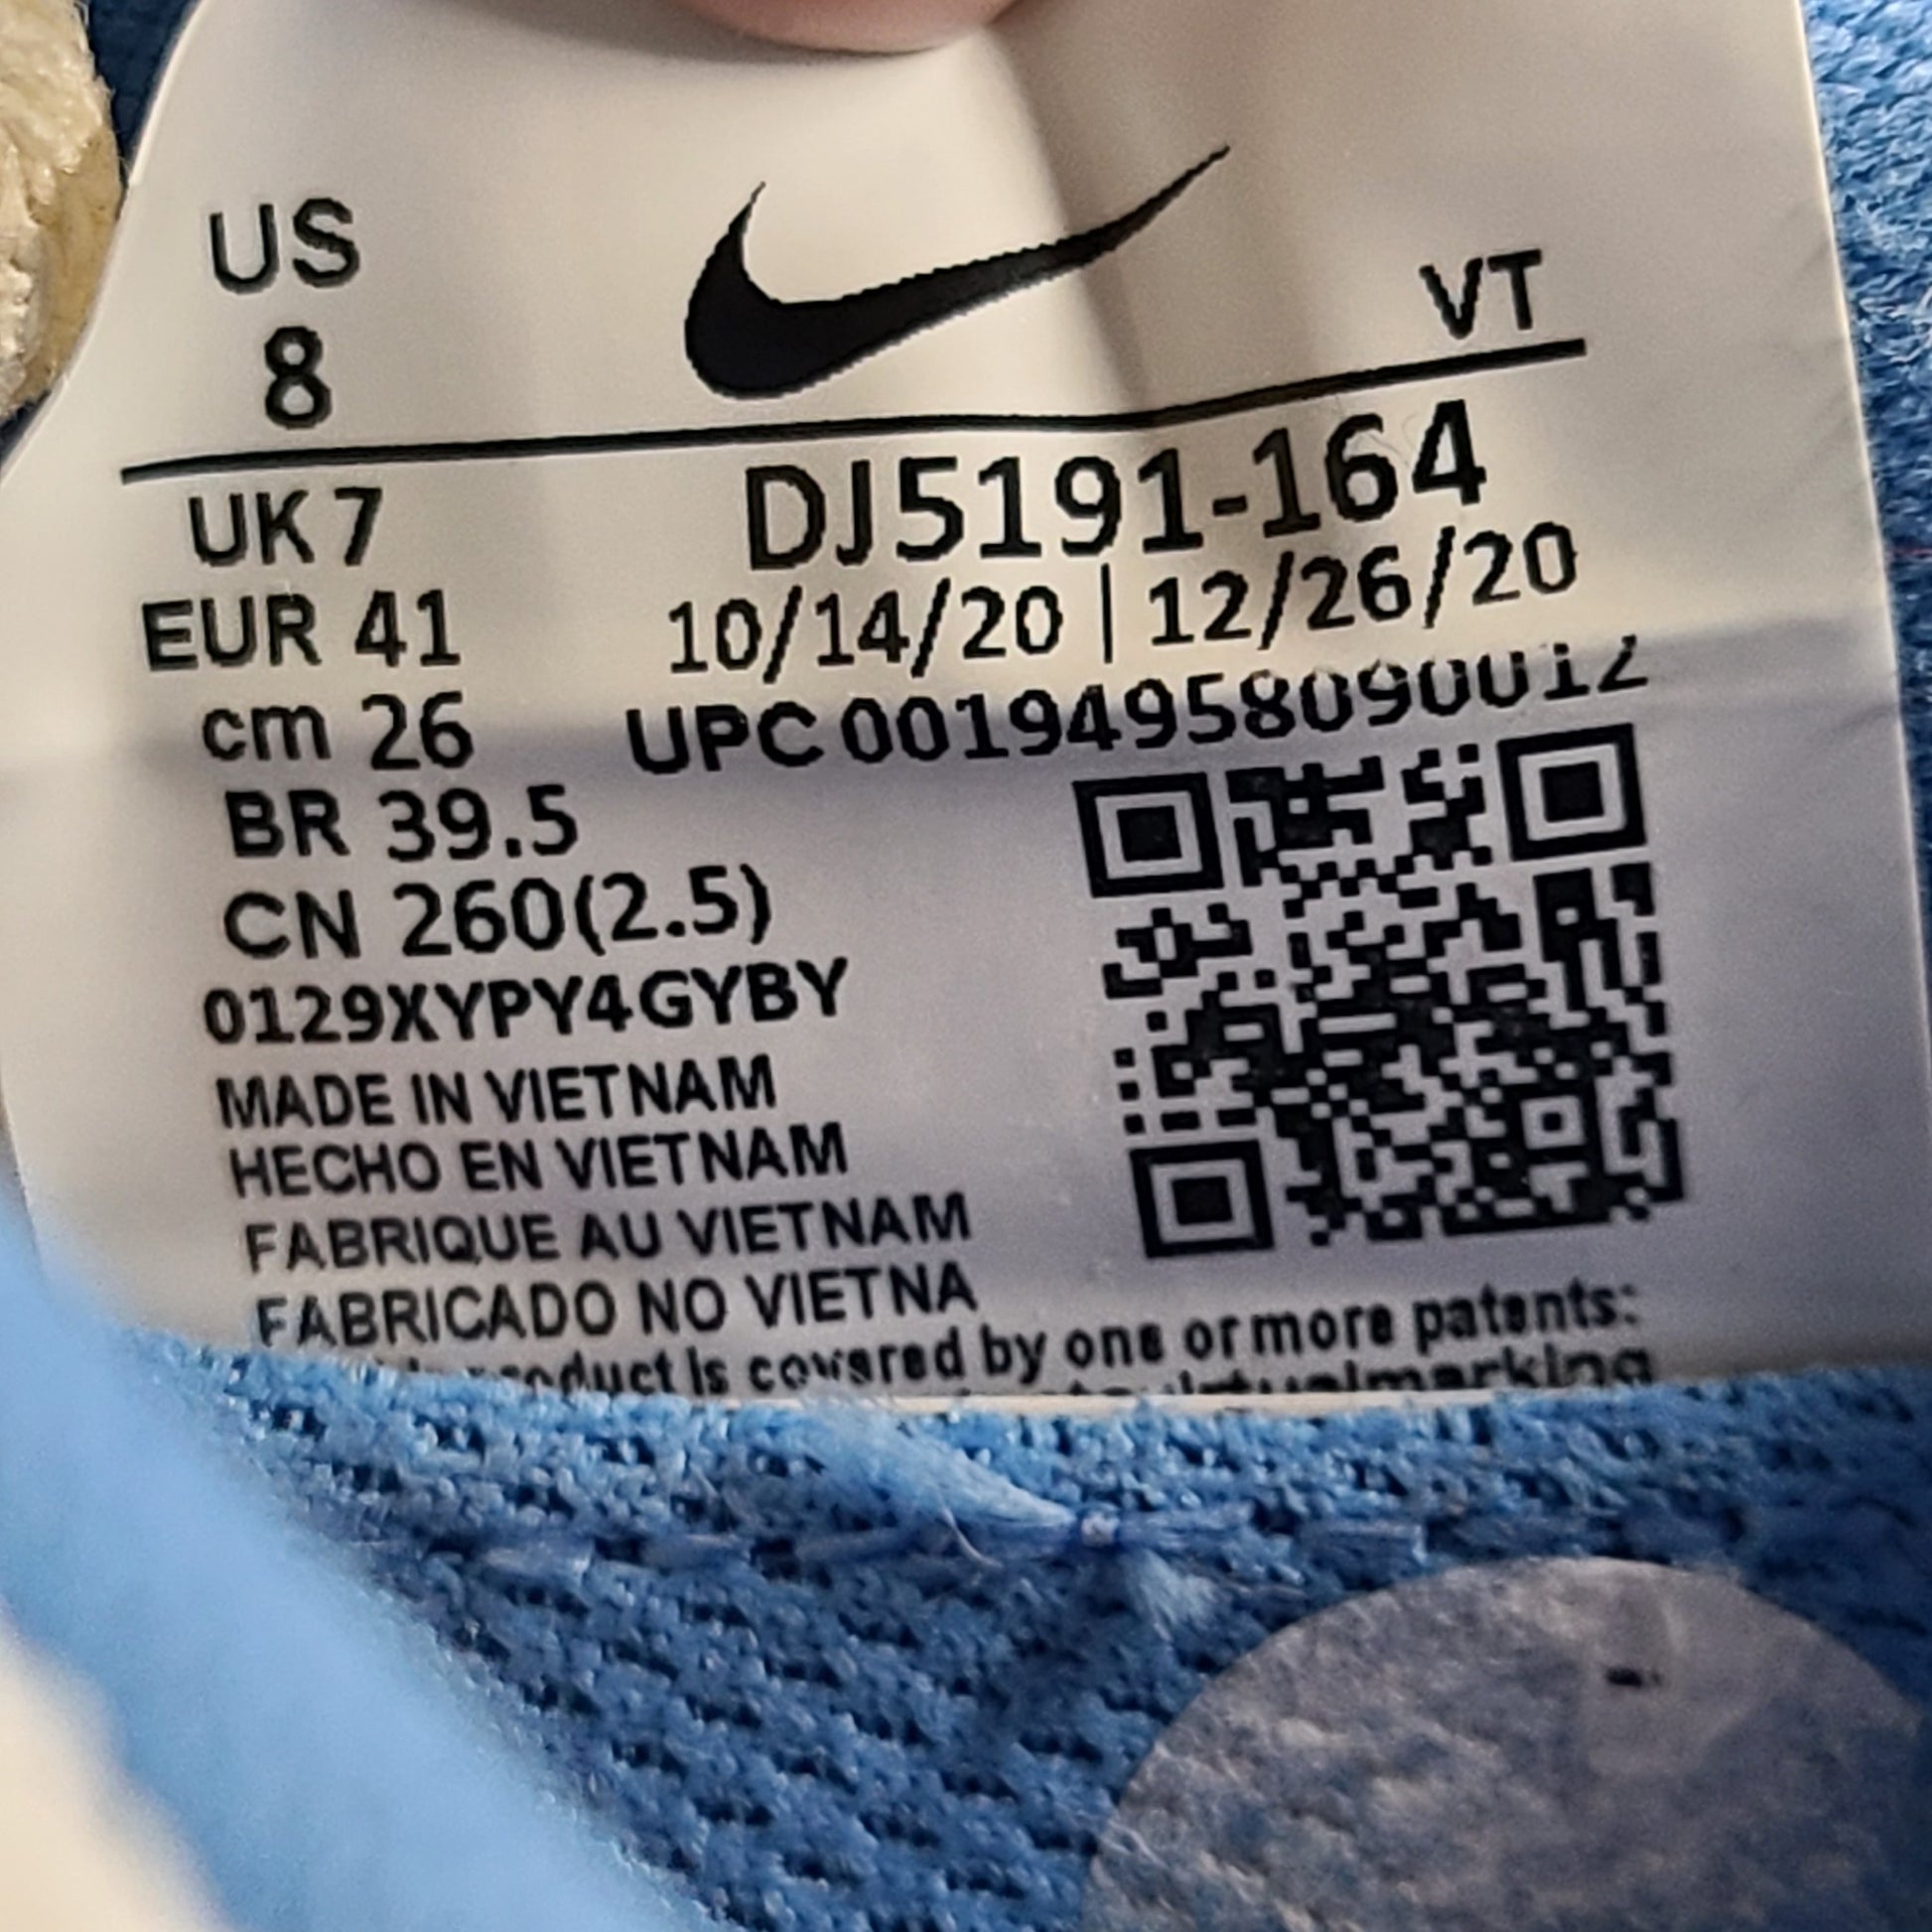 US
8
VT
UK 7
DJ5191-164
EUR 41
10/14/20 | 12/26/20
cm 26
UPC 00194958090012
BR 39.5
CN 260(2.5)
0129XYPY4GYBY
MADE IN VIETNAM
HECHO EN VIETNAM
FABRIQUE AU VIETNAM
FABRICADO NO VIETNA
is covered by one or more patents: